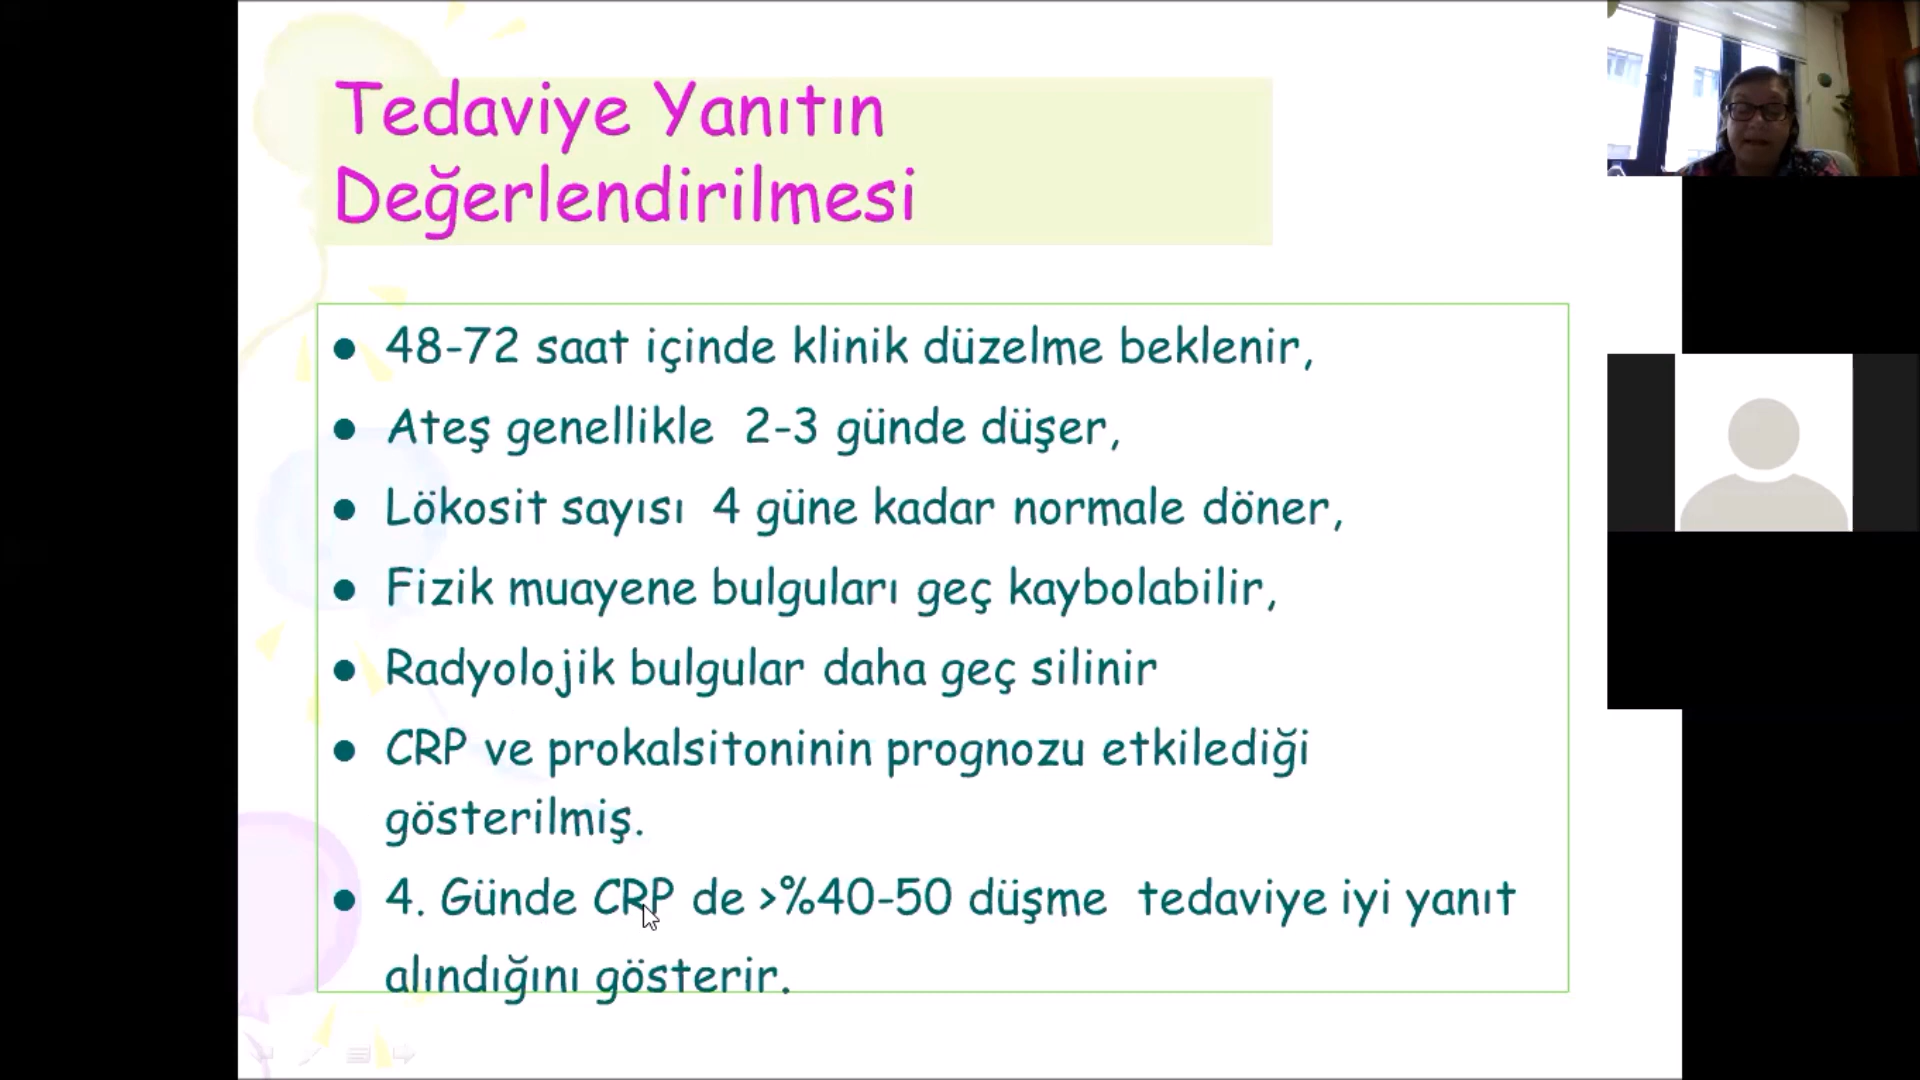 Tedaviye Yanıtın
Değerlendirilmesi
● 48-72 saat içinde klinik düzelme beklenir,
● Ateş genellikle 2-3 günde düşer,
● Lökosit sayısı 4 güne kadar normale döner,
● Fizik muayene bulguları geç kaybolabilir,
● Radyolojik bulgular daha geç silinir
● CRP ve prokalsitoninin prognozu etkilediği
gösterilmiş.
● 4. Günde CRP de >%40-50 düşme tedaviye iyi yanıt
alındığını gösterir.